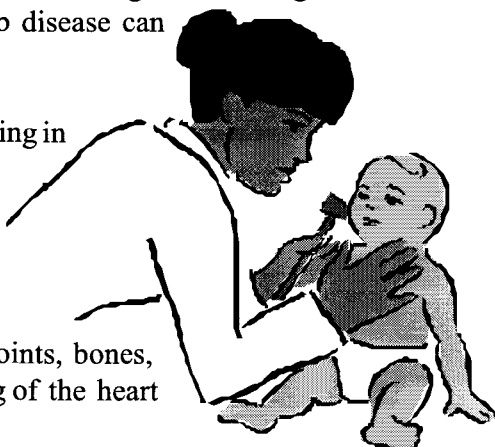 disease can
ing in
oints, bones,
g of the heart